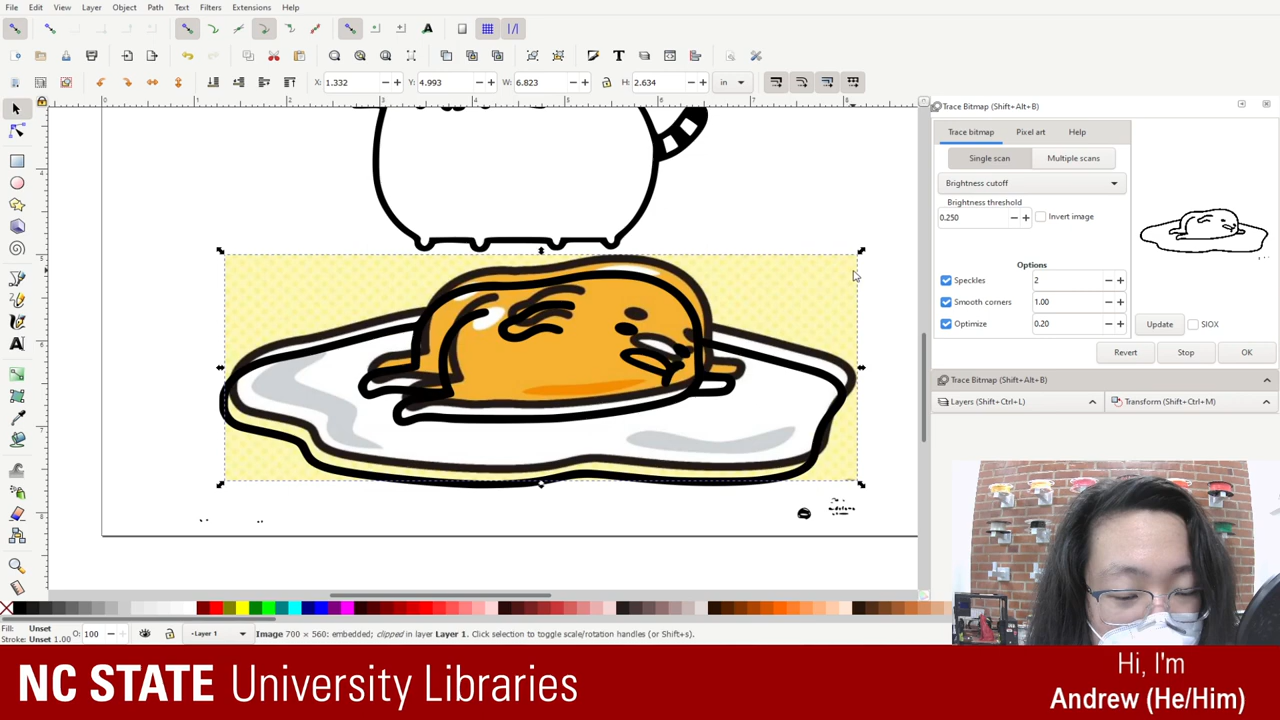 File Edit View Layer Object Path Text Filters Extensions Help
X: 1.332 Y: 4.993 W: 6.823 H: 2.634 in
Trace Bitmap (Shift+Alt+B)
Trace bitmap Pixel art Help
Single scan Multiple scans
Brightness cutoff
Brightness threshold
0.250 Invert image
Options
Speckles 2
Smooth corners 1.00
Optimize 0.20 Update SIOX
Revert Stop OK
Trace Bitmap (Shift+Alt+B)
Layers (Shift+Ctrl+L) Transform (Shift+Ctrl+M)
Fill: Unset
Stroke: Unset 1.00
O: 100
Layer 1
Image 700 × 560: embedded; clipped in layer Layer 1. Click selection to toggle scale/rotation handles (or Shift+s).
NC STATE University Libraries
Hi, I'm
Andrew (He/Him)